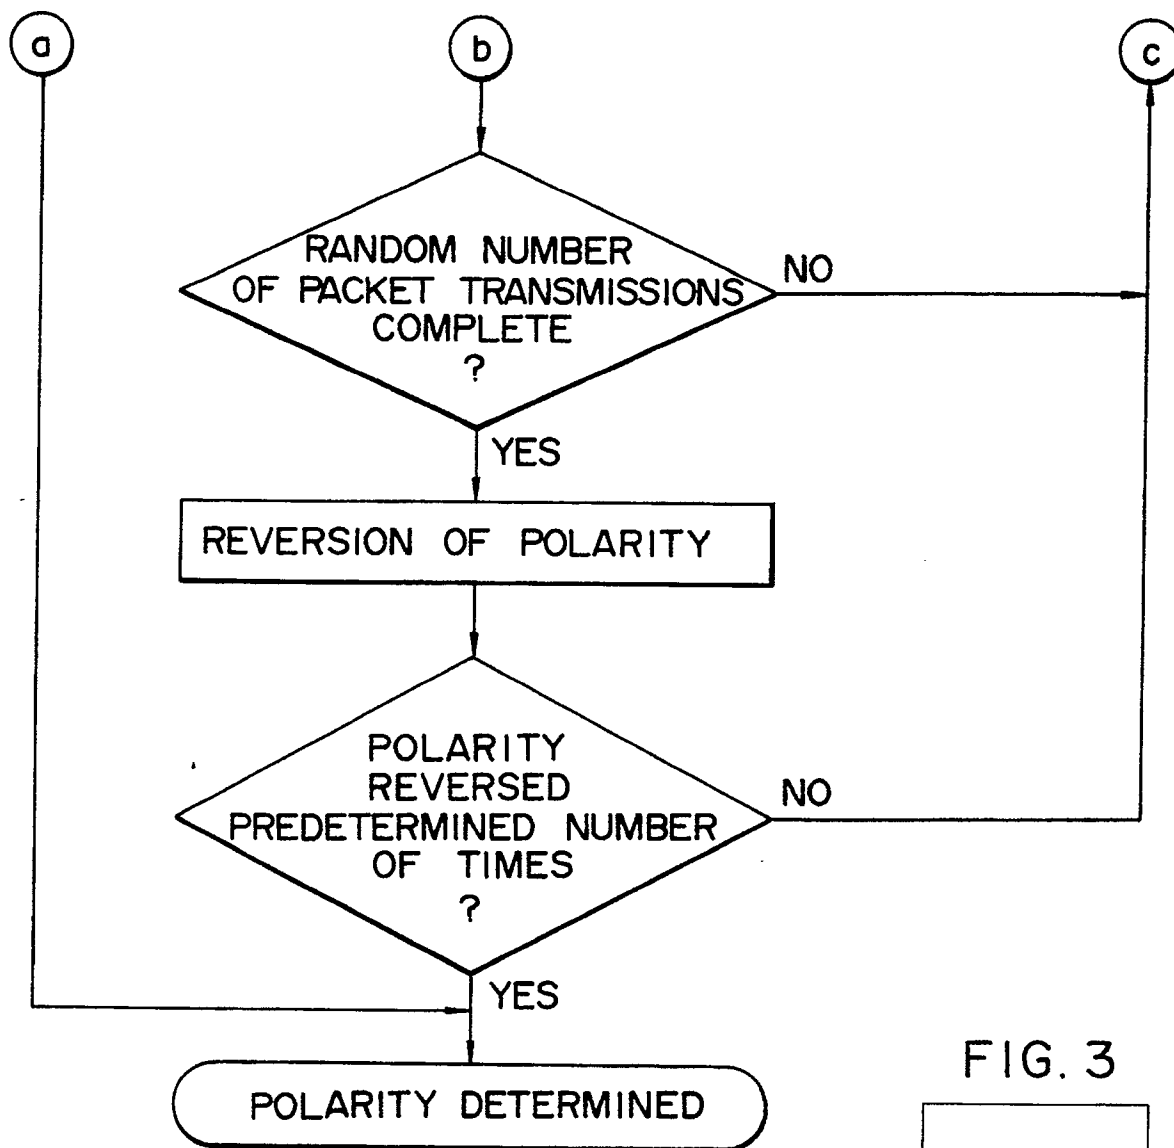 a
b
c
RANDOM NUMBER
OF PACKET TRANSMISSIONS
COMPLETE
?
NO
YES
REVERSION OF POLARITY
POLARITY
REVERSED
PREDETERMINED NUMBER
OF TIMES
?
NO
YES
POLARITY DETERMINED
FIG. 3